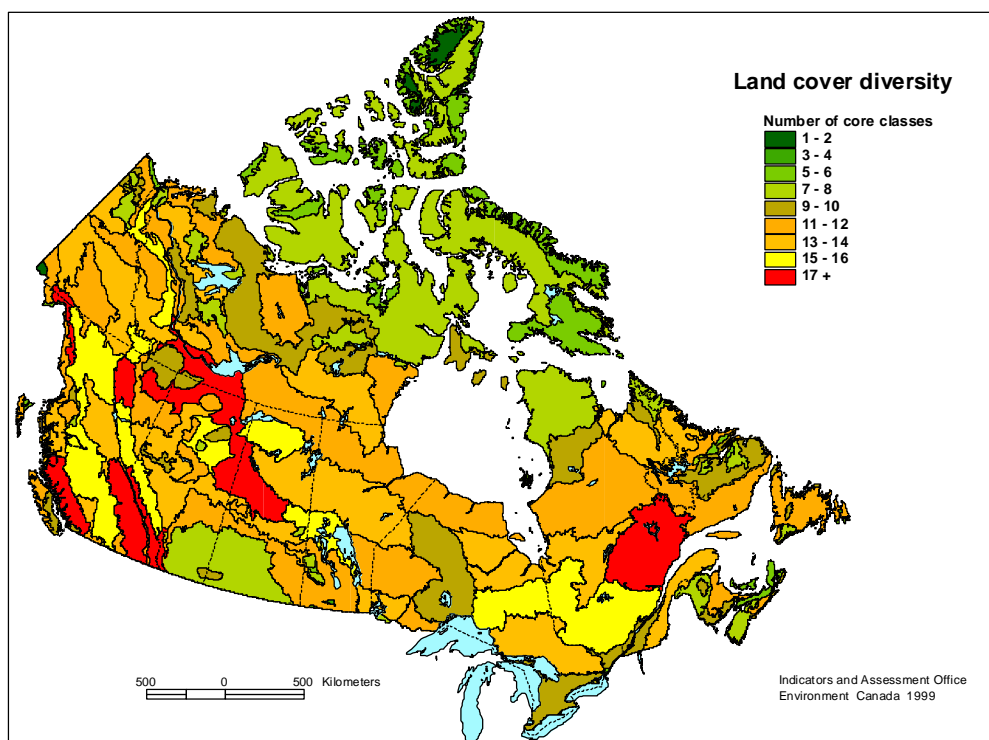 Land cover diversity
Number of core classes
1 - 2
3 - 4
5 - 6
7 - 8
9 - 10
11 - 12
13 - 14
15 - 16
17 +
500 0 500 Kilometers
Indicators and Assessment Office
Environment Canada 1999